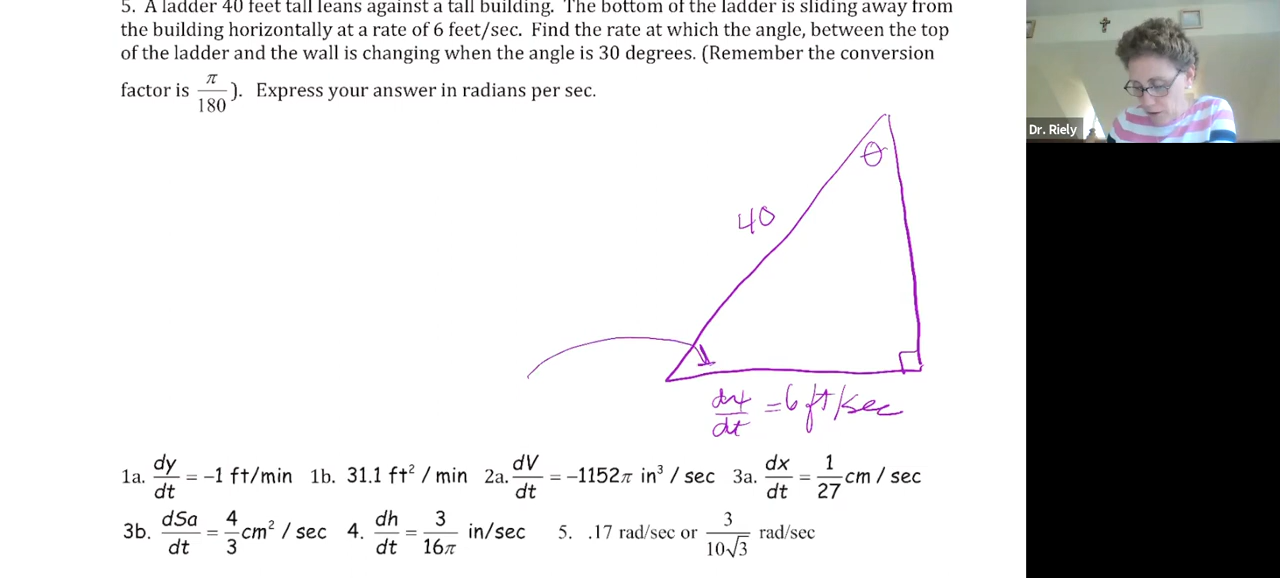 5. A ladder 40 feet tall leans against a tall building. The bottom of the ladder is sliding away from
the building horizontally at a rate of 6 feet/sec. Find the rate at which the angle, between the top
of the ladder and the wall is changing when the angle is 30 degrees. (Remember the conversion
factor is π/180 ). Express your answer in radians per sec.
Dr. Riely
θ
40
dx/dt = 6 ft/sec
1a. dy/dt = −1 ft/min 1b. 31.1 ft² / min 2a. dV/dt = −1152π in³ / sec 3a. dx/dt = 1/27 cm / sec
3b. dSa/dt = 4/3 cm² / sec 4. dh/dt = 3/16π in/sec 5. .17 rad/sec or 3/10√3 rad/sec